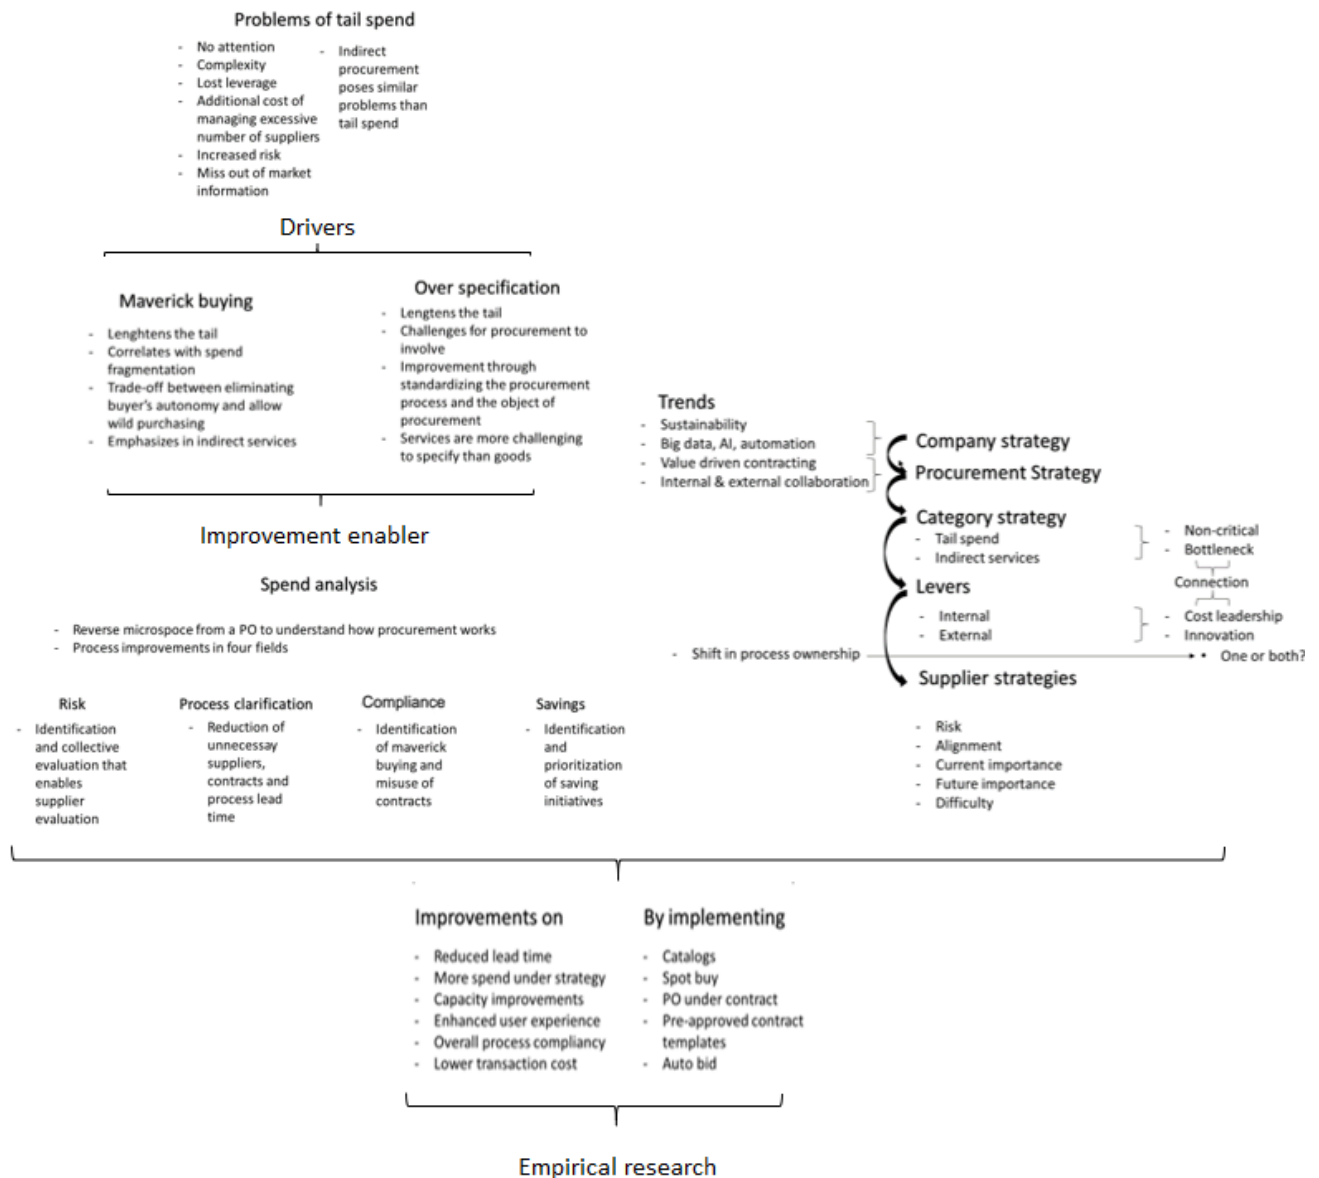 Problems of tail spend
- No attention
- Complexity
- Lost leverage
- Additional cost of
managing excessive
number of suppliers
- Increased risk
- Miss out of market
information
- Indirect
procurement
poses similar
problems than
tail spend
Drivers
Maverick buying
- Lenghtens the tail
- Correlates with spend
fragmentation
- Trade-off between eliminating
buyer's autonomy and allow
wild purchasing
- Emphasizes in indirect services
Over specification
- Lengtens the tail
- Challenges for procurement to
involve
- Improvement through
standardizing the procurement
process and the object of
procurement
- Services are more challenging
to specify than goods
Improvement enabler
Spend analysis
- Reverse microspoce from a PO to understand how procurement works
- Process improvements in four fields
Risk
- Identification
and collective
evaluation that
enables
supplier
evaluation
Process clarification
- Reduction of
unnecessay
suppliers,
contracts and
process lead
time
Compliance
- Identification
of maverick
buying and
misuse of
contracts
Savings
- Identification
and
prioritization
of saving
initiatives
Trends
- Sustainability
- Big data, AI, automation
- Value driven contracting
- Internal & external collaboration
Company strategy
Procurement Strategy
Category strategy
- Tail spend
- Indirect services
- Non-critical
- Bottleneck
Connection
Levers
- Internal
- External
- Cost leadership
- Innovation
- Shift in process ownership
• One or both?
Supplier strategies
- Risk
- Alignment
- Current importance
- Future importance
- Difficulty
Improvements on
- Reduced lead time
- More spend under strategy
- Capacity improvements
- Enhanced user experience
- Overall process compliancy
- Lower transaction cost
By implementing
- Catalogs
- Spot buy
- PO under contract
- Pre-approved contract
templates
- Auto bid
Empirical research